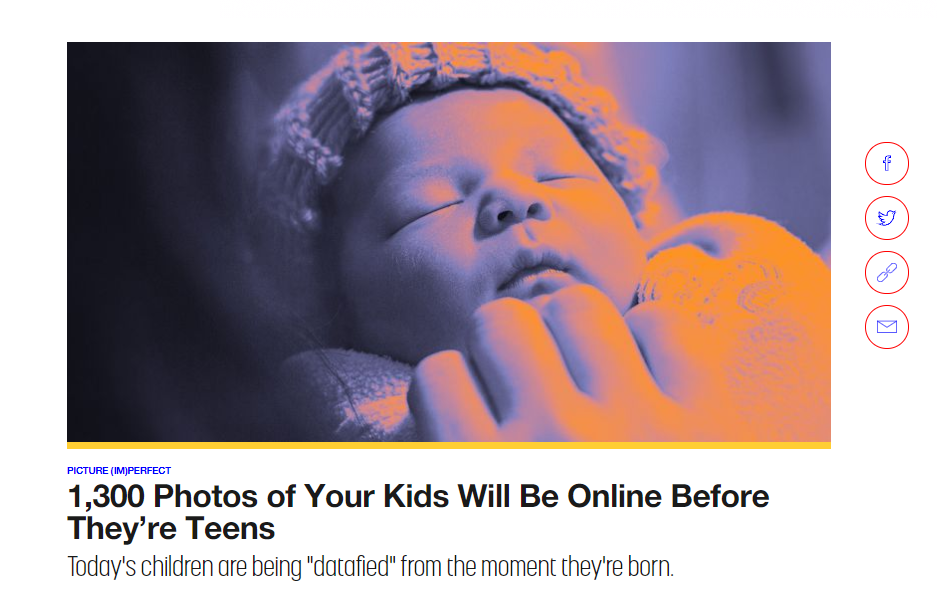 PICTURE (IM)PERFECT
1,300 Photos of Your Kids Will Be Online Before
They’re Teens
Today's children are being "datafied" from the moment they're born.